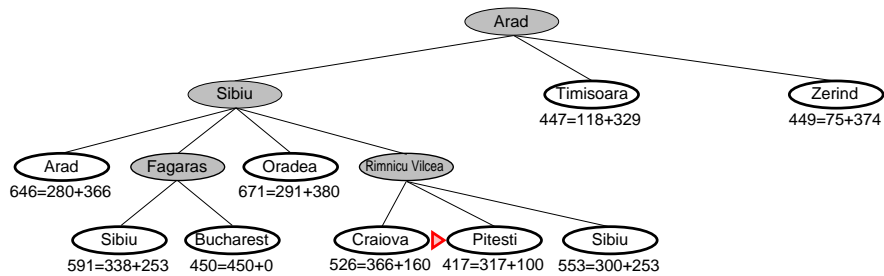 Arad
Sibiu
Timisoara
Zerind
447=118+329
449=75+374
Arad
Fagaras
Oradea
Rimnicu Vilcea
646=280+366
671=291+380
Sibiu
Bucharest
Craiova
Pitesti
Sibiu
591=338+253
450=450+0
526=366+160
417=317+100
553=300+253